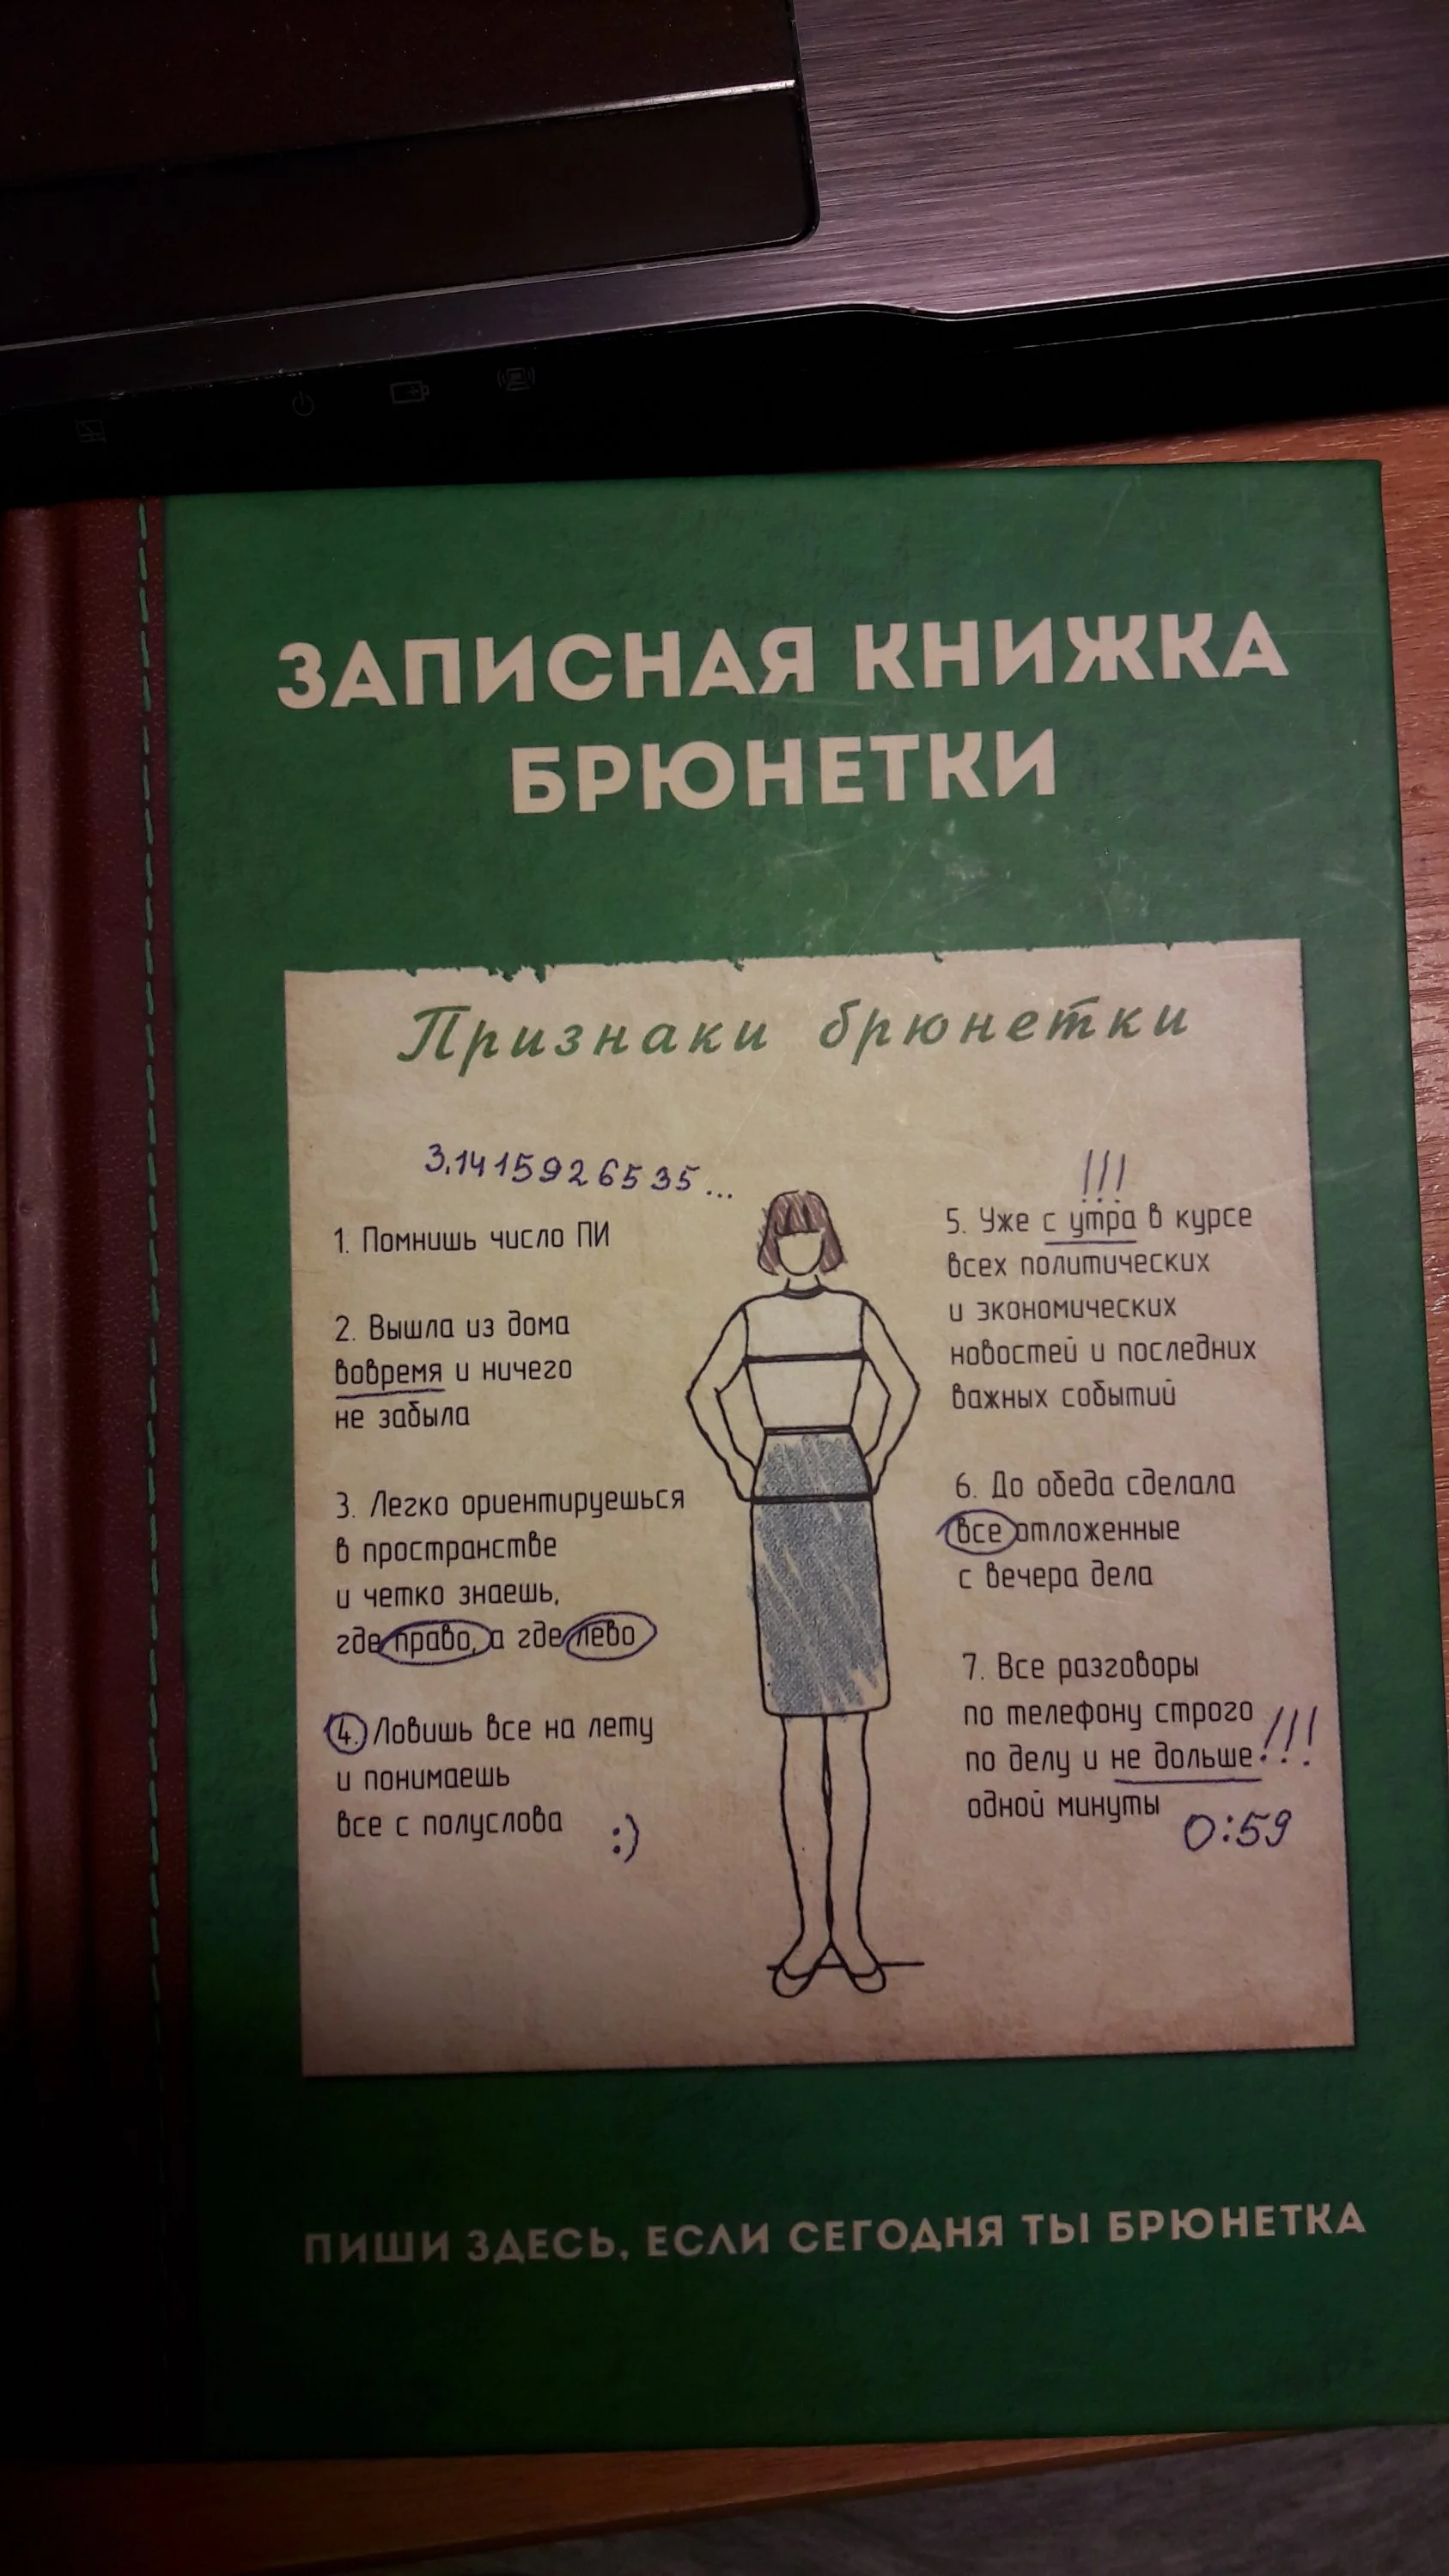 ЗАПИСНАЯ КНИЖКА
БРЮНЕТКИ
Признаки брюнетки
3,1415926535...
1. Помнишь число ПИ
2. Вышла из дома
вовремя и ничего
не забыла
3. Легко ориентируешься
в пространстве
и четко знаешь,
где право, а где лево
4. Ловишь все на лету
и понимаешь
все с полуслова :)
!!!
5. Уже с утра в курсе
всех политических
и экономических
новостей и последних
важных событий
6. До обеда сделала
все отложенные
с вечера дела
7. Все разговоры
по телефону строго
по делу и не дольше !!!
одной минуты
0:59
ПИШИ ЗДЕСЬ, ЕСЛИ СЕГОДНЯ ТЫ БРЮНЕТКА